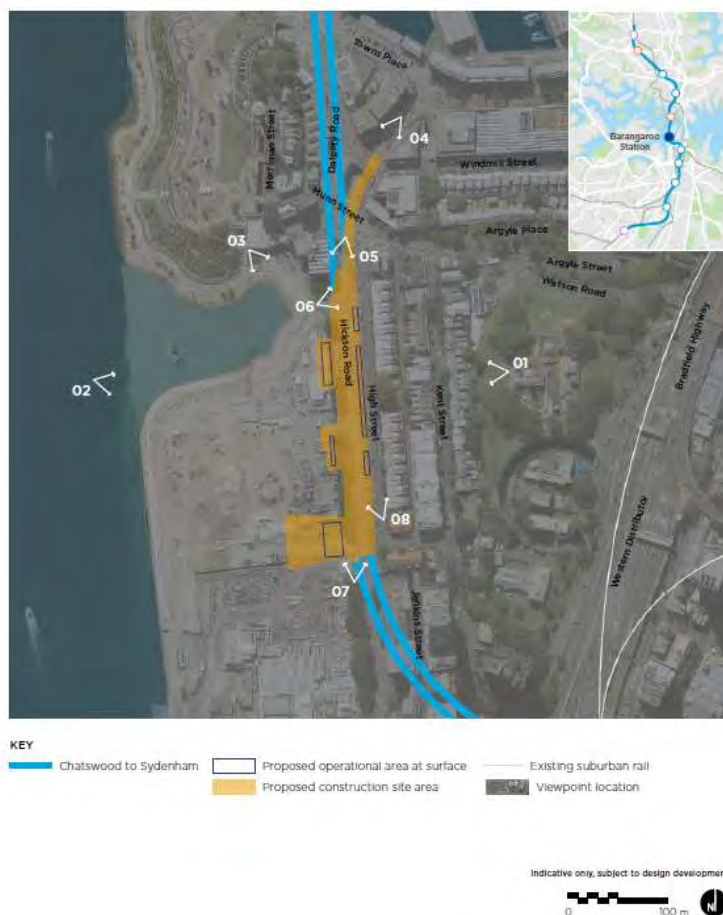 Towns Place
Dalgety Road
Merriman Street
04
Barangaroo
Station
Windmill Street
Munn Street
Argyle Place
03
05
Argyle Street
Watson Road
06
Hickson Road
Bradfield Highway
01
02
High Street
Kent Street
08
Western Distributor
07
Jenkins Street
KEY
Chatswood to Sydenham
Proposed operational area at surface
Existing suburban rail
Proposed construction site area
Viewpoint location
Indicative only, subject to design developmen
0 100 m
N